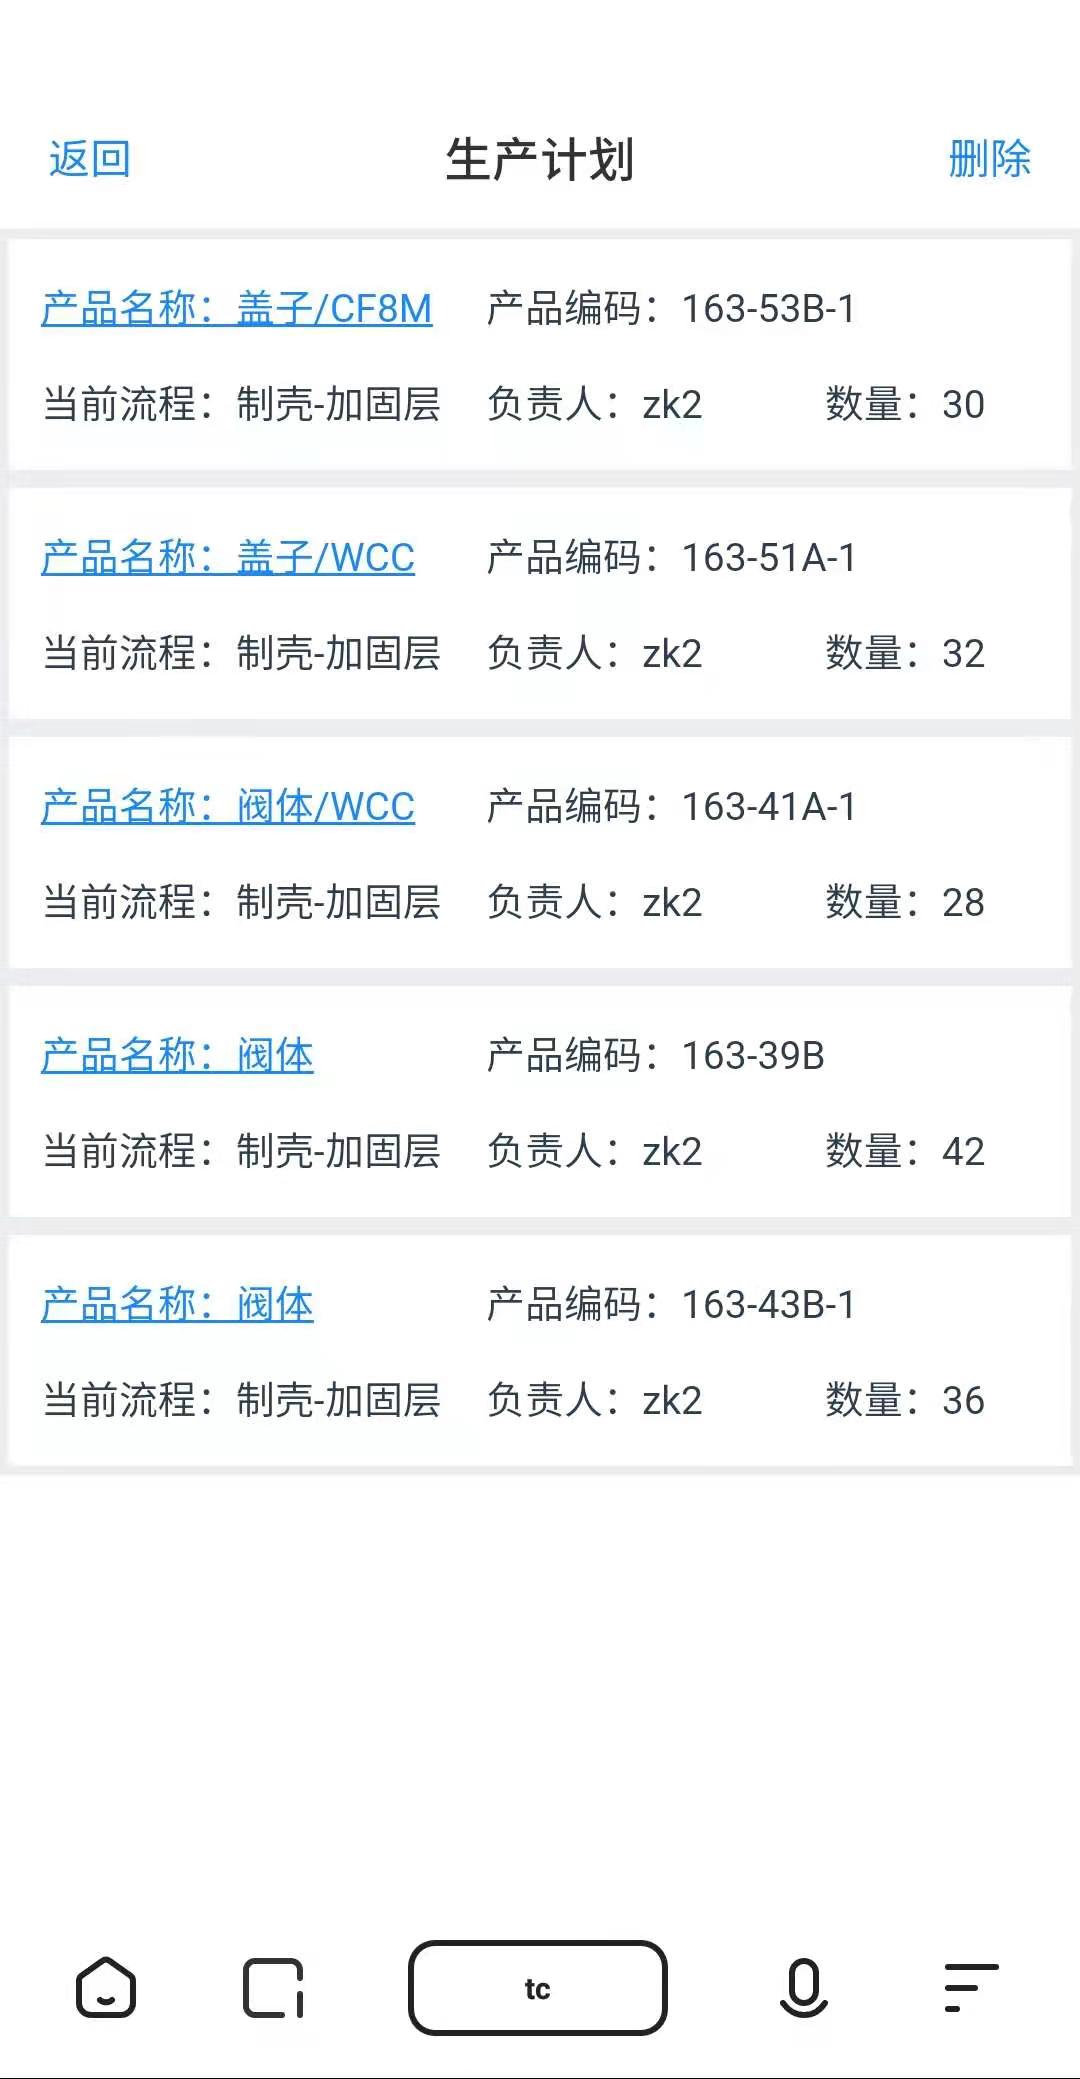 返回 生产计划 删除
产品名称：盖子/CF8M 产品编码：163-53B-1
当前流程：制壳-加固层 负责人：zk2 数量：30
产品名称：盖子/WCC 产品编码：163-51A-1
当前流程：制壳-加固层 负责人：zk2 数量：32
产品名称：阀体/WCC 产品编码：163-41A-1
当前流程：制壳-加固层 负责人：zk2 数量：28
产品名称：阀体 产品编码：163-39B
当前流程：制壳-加固层 负责人：zk2 数量：42
产品名称：阀体 产品编码：163-43B-1
当前流程：制壳-加固层 负责人：zk2 数量：36
tc